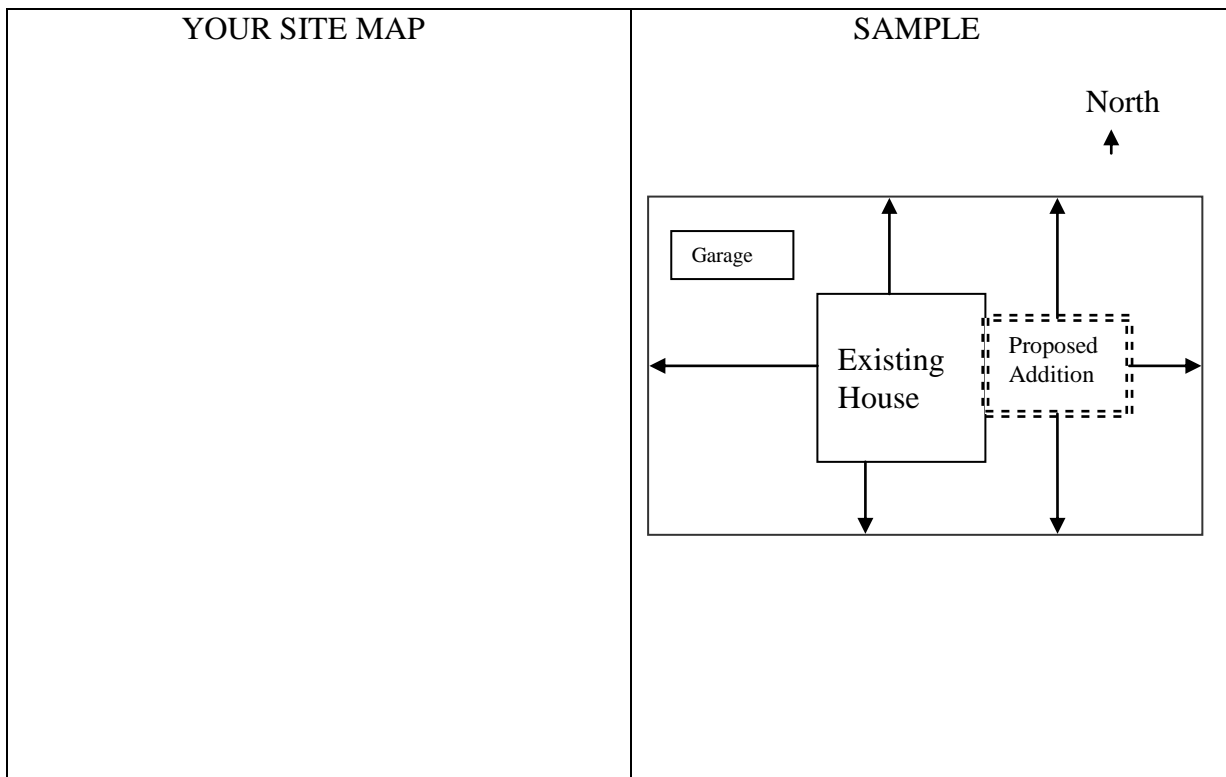 YOUR SITE MAP
SAMPLE
North
Garage
Existing
House
Proposed
Addition